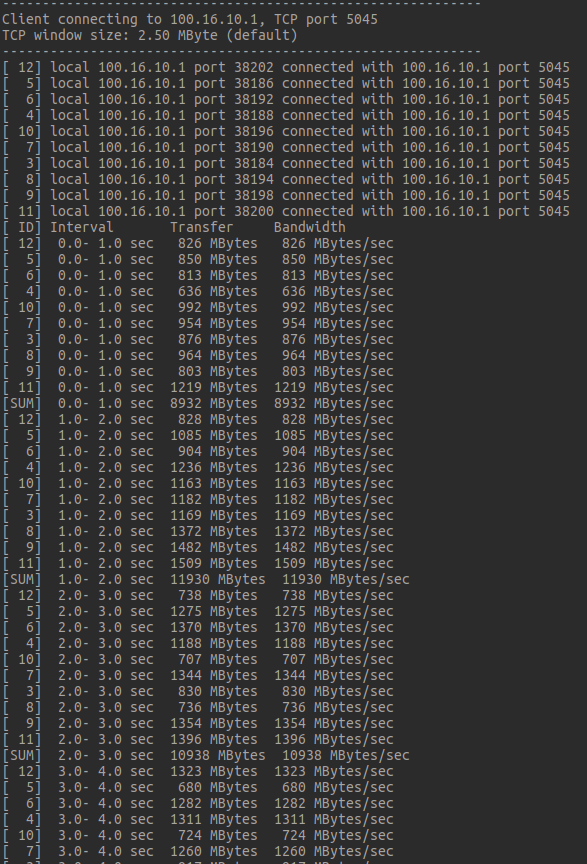 ------------------------------------------------------------
Client connecting to 100.16.10.1, TCP port 5045
TCP window size: 2.50 MByte (default)
------------------------------------------------------------
[ 12] local 100.16.10.1 port 38202 connected with 100.16.10.1 port 5045
[  5] local 100.16.10.1 port 38186 connected with 100.16.10.1 port 5045
[  6] local 100.16.10.1 port 38192 connected with 100.16.10.1 port 5045
[  4] local 100.16.10.1 port 38188 connected with 100.16.10.1 port 5045
[ 10] local 100.16.10.1 port 38196 connected with 100.16.10.1 port 5045
[  7] local 100.16.10.1 port 38190 connected with 100.16.10.1 port 5045
[  3] local 100.16.10.1 port 38184 connected with 100.16.10.1 port 5045
[  8] local 100.16.10.1 port 38194 connected with 100.16.10.1 port 5045
[  9] local 100.16.10.1 port 38198 connected with 100.16.10.1 port 5045
[ 11] local 100.16.10.1 port 38200 connected with 100.16.10.1 port 5045
[ ID] Interval       Transfer     Bandwidth
[ 12]  0.0- 1.0 sec   826 MBytes   826 MBytes/sec
[  5]  0.0- 1.0 sec   850 MBytes   850 MBytes/sec
[  6]  0.0- 1.0 sec   813 MBytes   813 MBytes/sec
[  4]  0.0- 1.0 sec   636 MBytes   636 MBytes/sec
[ 10]  0.0- 1.0 sec   992 MBytes   992 MBytes/sec
[  7]  0.0- 1.0 sec   954 MBytes   954 MBytes/sec
[  3]  0.0- 1.0 sec   876 MBytes   876 MBytes/sec
[  8]  0.0- 1.0 sec   964 MBytes   964 MBytes/sec
[  9]  0.0- 1.0 sec   803 MBytes   803 MBytes/sec
[ 11]  0.0- 1.0 sec  1219 MBytes  1219 MBytes/sec
[SUM]  0.0- 1.0 sec  8932 MBytes  8932 MBytes/sec
[ 12]  1.0- 2.0 sec   828 MBytes   828 MBytes/sec
[  5]  1.0- 2.0 sec  1085 MBytes  1085 MBytes/sec
[  6]  1.0- 2.0 sec   904 MBytes   904 MBytes/sec
[  4]  1.0- 2.0 sec  1236 MBytes  1236 MBytes/sec
[ 10]  1.0- 2.0 sec  1163 MBytes  1163 MBytes/sec
[  7]  1.0- 2.0 sec  1182 MBytes  1182 MBytes/sec
[  3]  1.0- 2.0 sec  1169 MBytes  1169 MBytes/sec
[  8]  1.0- 2.0 sec  1372 MBytes  1372 MBytes/sec
[  9]  1.0- 2.0 sec  1482 MBytes  1482 MBytes/sec
[ 11]  1.0- 2.0 sec  1509 MBytes  1509 MBytes/sec
[SUM]  1.0- 2.0 sec  11930 MBytes  11930 MBytes/sec
[ 12]  2.0- 3.0 sec   738 MBytes   738 MBytes/sec
[  5]  2.0- 3.0 sec  1275 MBytes  1275 MBytes/sec
[  6]  2.0- 3.0 sec  1370 MBytes  1370 MBytes/sec
[  4]  2.0- 3.0 sec  1188 MBytes  1188 MBytes/sec
[ 10]  2.0- 3.0 sec   707 MBytes   707 MBytes/sec
[  7]  2.0- 3.0 sec  1344 MBytes  1344 MBytes/sec
[  3]  2.0- 3.0 sec   830 MBytes   830 MBytes/sec
[  8]  2.0- 3.0 sec   736 MBytes   736 MBytes/sec
[  9]  2.0- 3.0 sec  1354 MBytes  1354 MBytes/sec
[ 11]  2.0- 3.0 sec  1396 MBytes  1396 MBytes/sec
[SUM]  2.0- 3.0 sec  10938 MBytes  10938 MBytes/sec
[ 12]  3.0- 4.0 sec  1323 MBytes  1323 MBytes/sec
[  5]  3.0- 4.0 sec   680 MBytes   680 MBytes/sec
[  6]  3.0- 4.0 sec  1282 MBytes  1282 MBytes/sec
[  4]  3.0- 4.0 sec  1311 MBytes  1311 MBytes/sec
[ 10]  3.0- 4.0 sec   724 MBytes   724 MBytes/sec
[  7]  3.0- 4.0 sec  1260 MBytes  1260 MBytes/sec